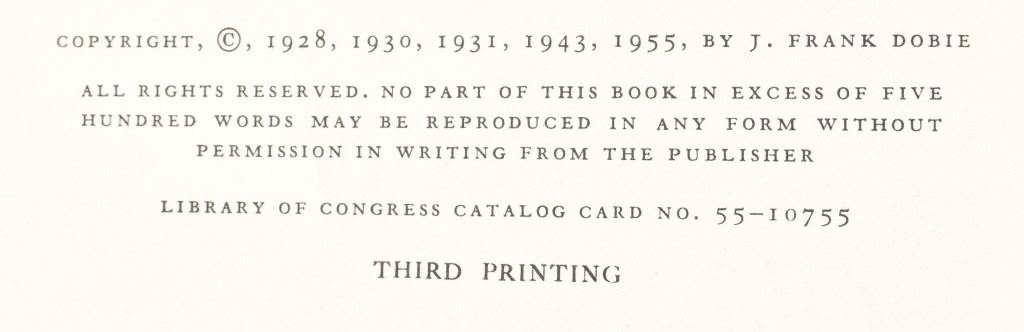 COPYRIGHT, ©, 1928, 1930, 1931, 1943, 1955, BY J. FRANK DOBIE
ALL RIGHTS RESERVED. NO PART OF THIS BOOK IN EXCESS OF FIVE
HUNDRED WORDS MAY BE REPRODUCED IN ANY FORM WITHOUT
PERMISSION IN WRITING FROM THE PUBLISHER
LIBRARY OF CONGRESS CATALOG CARD NO. 55–10755
THIRD PRINTING